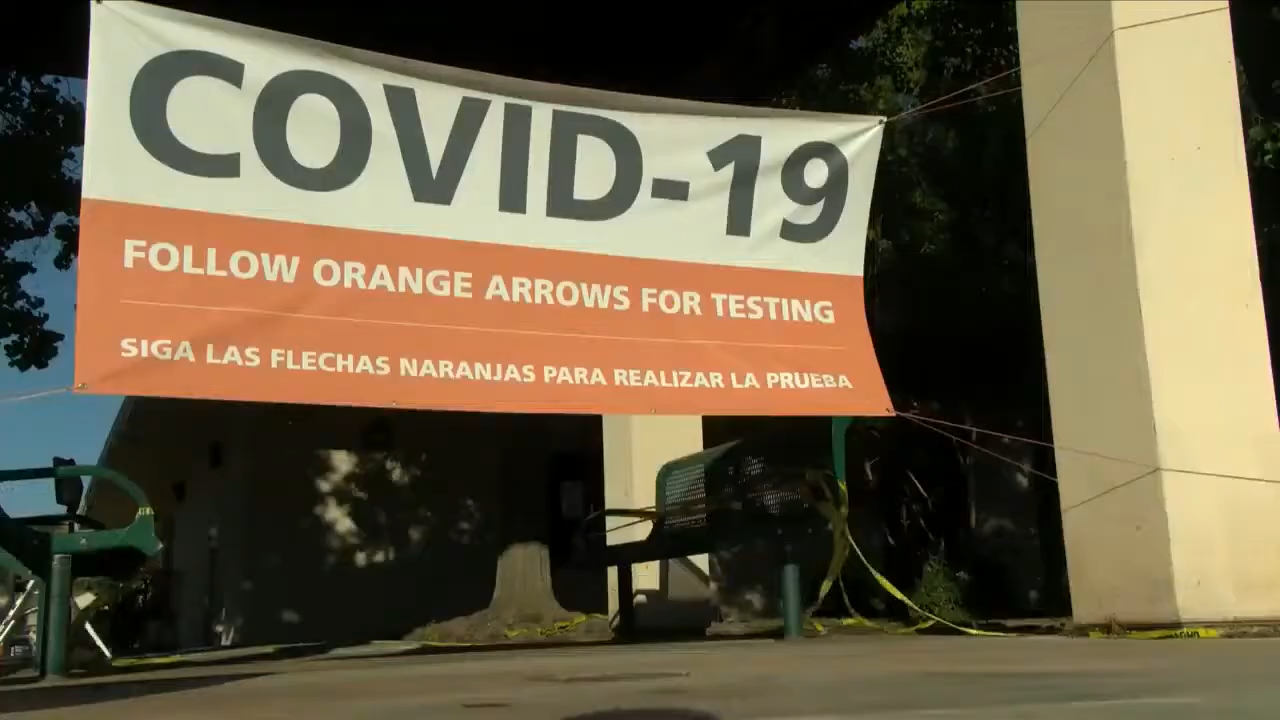 COVID-19
FOLLOW ORANGE ARROWS FOR TESTING
SIGA LAS FLECHAS NARANJAS PARA REALIZAR LA PRUEBA